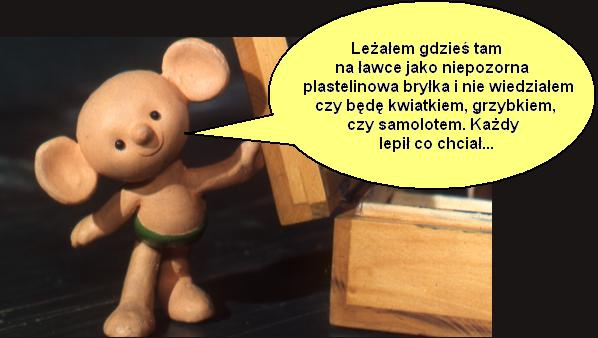 Leżałem gdzieś tam
na ławce jako niepozorna
plastelinowa bryłka i nie wiedziałem
czy będę kwiatkiem, grzybkiem,
czy samolotem. Każdy
lepił co chciał...